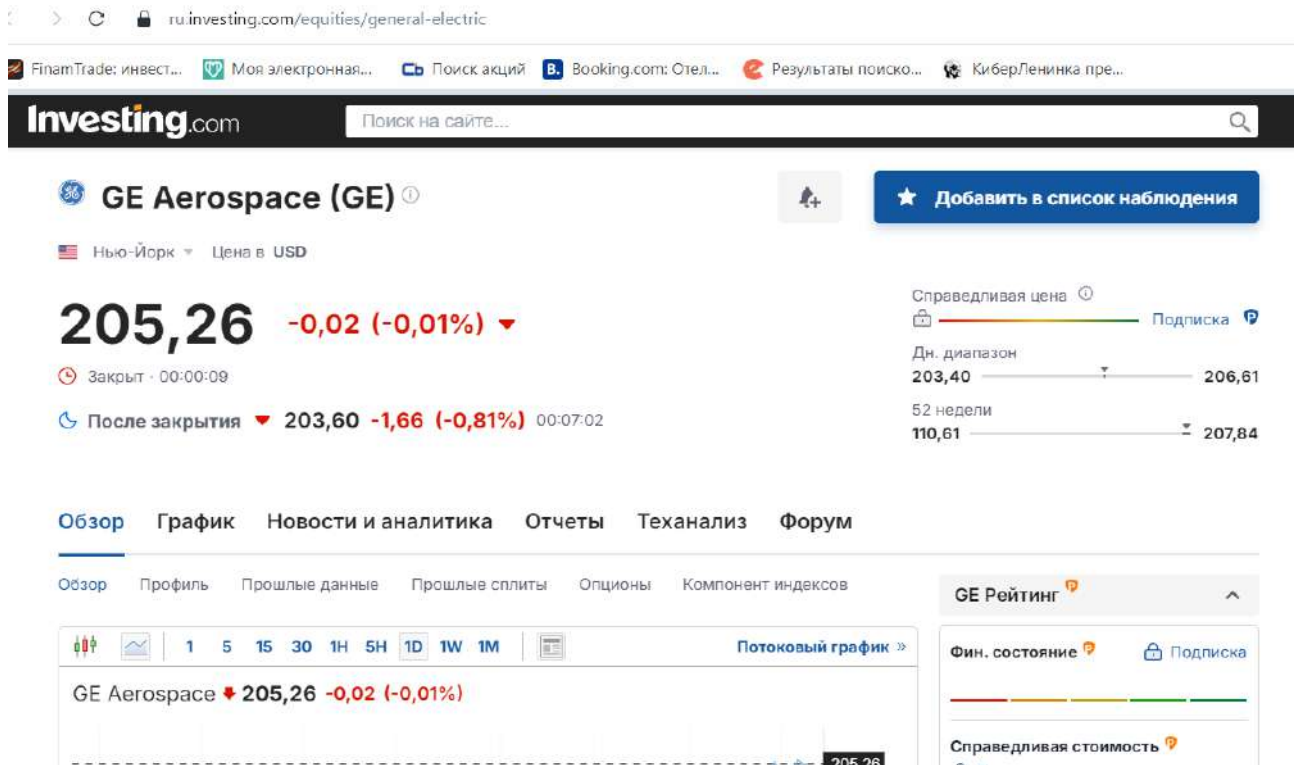 ru.investing.com/equities/general-electric
FinamTrade: инвест... Моя электронная... Cb Поиск акций B. Booking.com: Отел... Результаты поиско... КиберЛенинка пре...
Investing.com Поиск на сайте...
GE Aerospace (GE) Добавить в список наблюдения
Нью-Йорк Цена в USD
205,26 -0,02 (-0,01%)
Справедливая цена
Подписка
Дн. диапазон
Закрыт · 00:00:09
203,40 206,61
52 недели
После закрытия 203,60 -1,66 (-0,81%) 00:07:02
110,61 207,84
Обзор График Новости и аналитика Отчеты Теханализ Форум
Обзор Профиль Прошлые данные Прошлые сплиты Опционы Компонент индексов
GE Рейтинг
1 5 15 30 1H 5H 1D 1W 1M Потоковый график »
Фин. состояние Подписка
GE Aerospace 205,26 -0,02 (-0,01%)
Справедливая стоимость
205,26